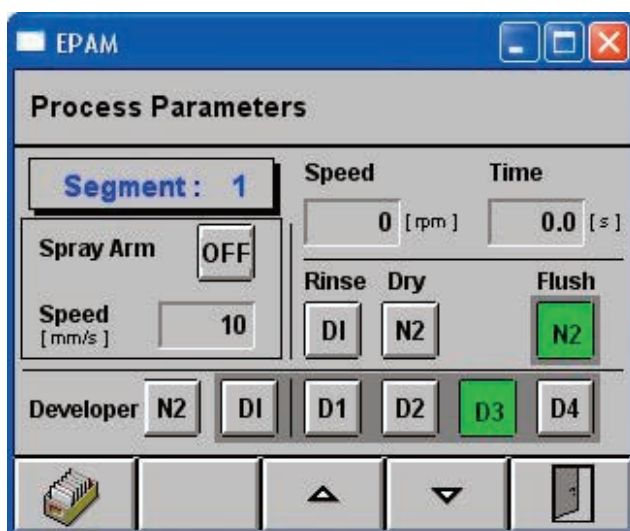 EPAM
Process Parameters
Segment : 1
Speed Time
0 [ rpm ] 0.0 [ s ]
Spray Arm OFF
Rinse Dry Flush
Speed
[ mm/s ] 10
DI N2 N2
Developer N2 DI D1 D2 D3 D4